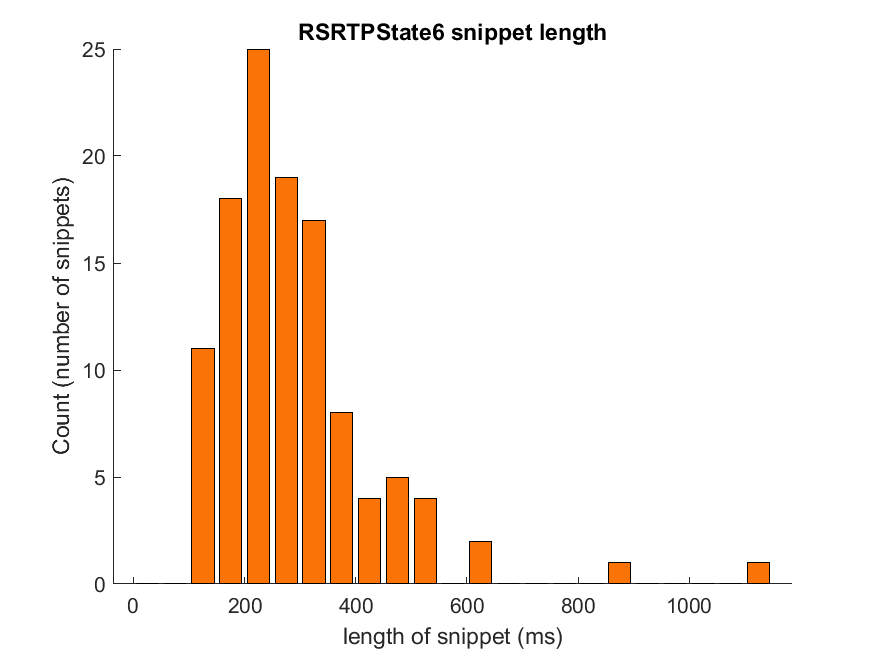 RSRTPState6 snippet length
25
20
15
10
5
0
Count (number of snippets)
0 200 400 600 800 1000
length of snippet (ms)